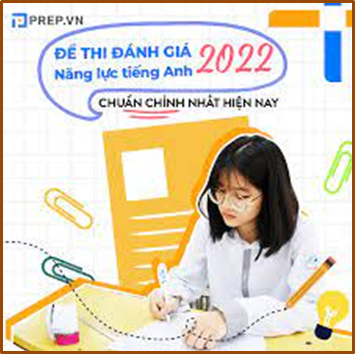 PREP.VN
ĐỀ THI ĐÁNH GIÁ
Năng lực tiếng Anh 2022
CHUẨN CHỈNH NHẤT HIỆN NAY